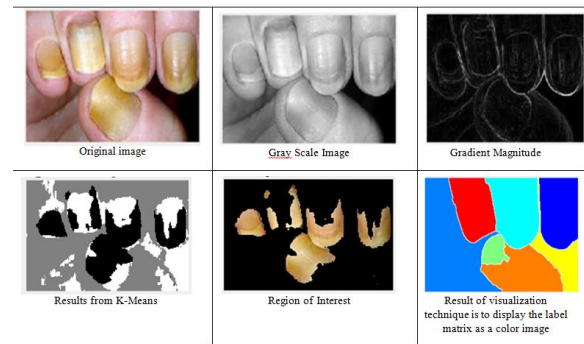 Original image
Gray Scale Image
Gradient Magnitude
Results from K-Means
Region of Interest
Result of visualization
technique is to display the label
matrix as a color image